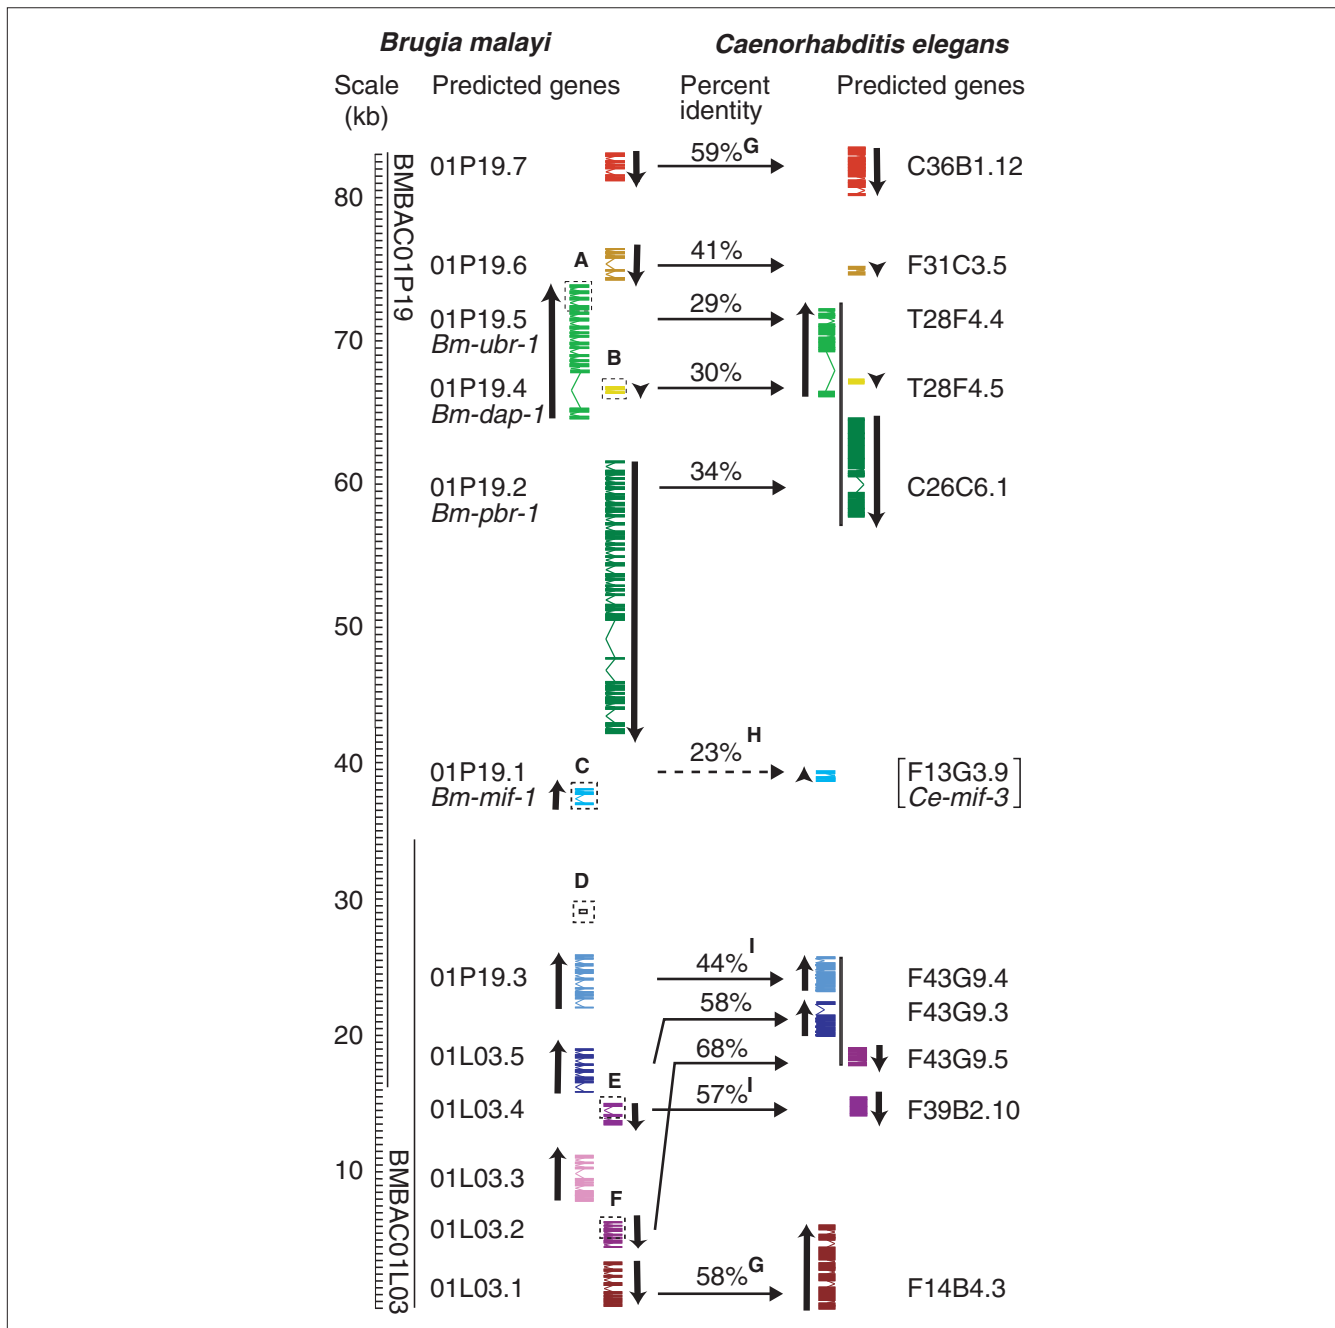 Brugia malayi Caenorhabditis elegans
Scale Predicted genes Percent Predicted genes
(kb) identity
BMBAC01P19
01P19.7 59% G C36B1.12
80
01P19.6 A 41% F31C3.5
01P19.5 29% T28F4.4
70 Bm-ubr-1
B
01P19.4 30% T28F4.5
Bm-dap-1
60 01P19.2 34% C26C6.1
Bm-pbr-1
50
40 01P19.1 C 23% H F13G3.9
Bm-mif-1 Ce-mif-3
D
30
01P19.3 44% I F43G9.4
58% F43G9.3
20
01L03.5 68% F43G9.5
E
01L03.4 57% I F39B2.10
BMBAC01L03
10 01L03.3
F
01L03.2
01L03.1 58% G F14B4.3